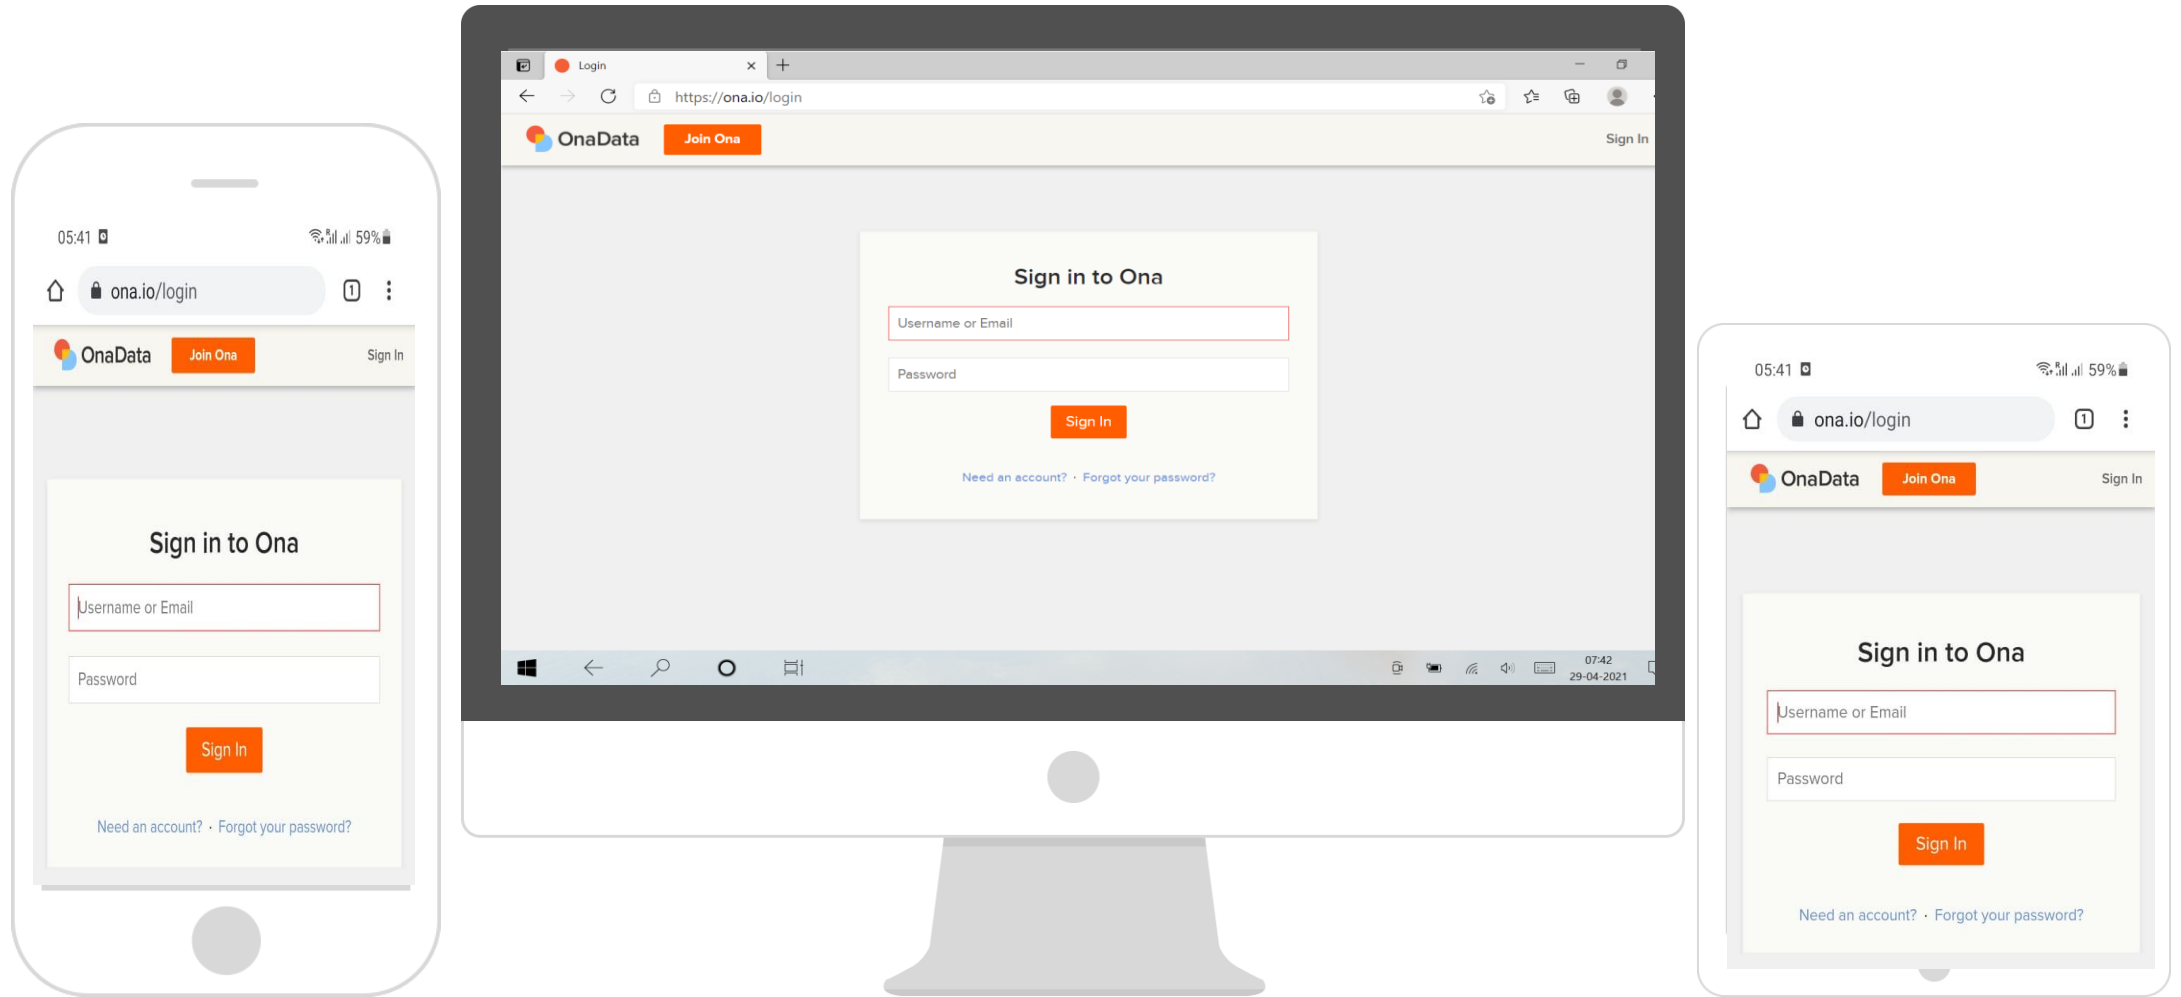 05:41 59%
ona.io/login
OnaData Join Ona Sign In
Sign in to Ona
Username or Email
Password
Sign In
Need an account? · Forgot your password?
Login
https://ona.io/login
OnaData Join Ona Sign In
Sign in to Ona
Username or Email
Password
Sign In
Need an account? · Forgot your password?
07:42
29-04-2021
05:41 59%
ona.io/login
OnaData Join Ona Sign In
Sign in to Ona
Username or Email
Password
Sign In
Need an account? · Forgot your password?